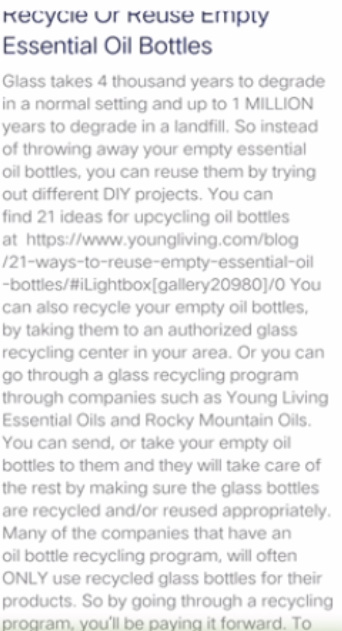 Recycle Or Reuse Empty
Essential Oil Bottles
Glass takes 4 thousand years to degrade
in a normal setting and up to 1 MILLION
years to degrade in a landfill. So instead
of throwing away your empty essential
oil bottles, you can reuse them by trying
out different DIY projects. You can
find 21 ideas for upcycling oil bottles
at https://www.youngliving.com/blog
/21-ways-to-reuse-empty-essential-oil
-bottles/#iLightbox[gallery20980]/0 You
can also recycle your empty oil bottles,
by taking them to an authorized glass
recycling center in your area. Or you can
go through a glass recycling program
through companies such as Young Living
Essential Oils and Rocky Mountain Oils.
You can send, or take your empty oil
bottles to them and they will take care of
the rest by making sure the glass bottles
are recycled and/or reused appropriately.
Many of the companies that have an
oil bottle recycling program, will often
ONLY use recycled glass bottles for their
products. So by going through a recycling
program, you'll be paying it forward. To